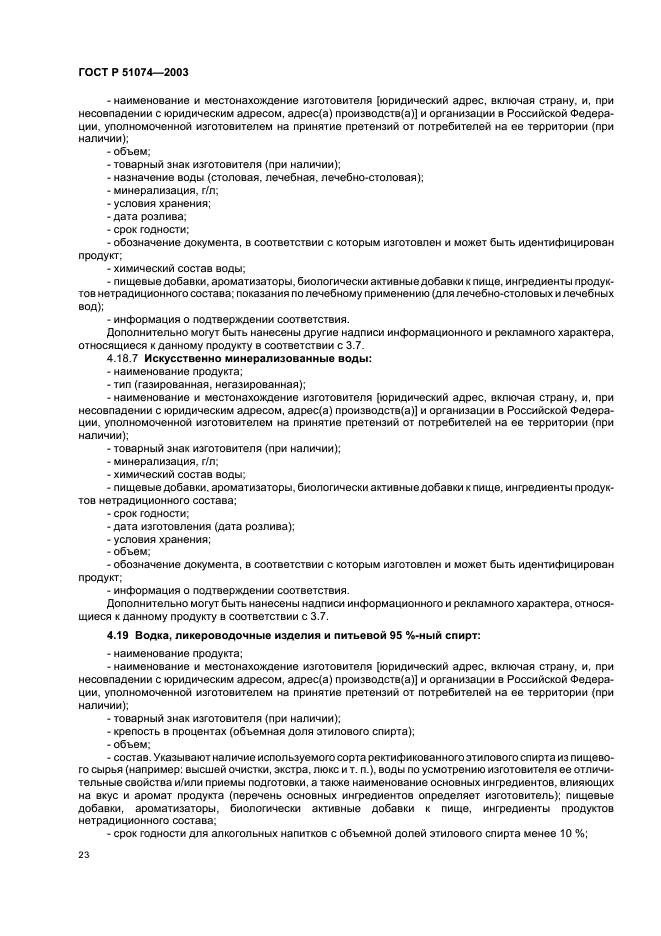 ГОСТ Р 51074—2003
- наименование и местонахождение изготовителя [юридический адрес, включая страну, и, при
несовпадении с юридическим адресом, адрес(а) производств(а)] и организации в Российской Федера-
ции, уполномоченной изготовителем на принятие претензий от потребителей на ее территории (при
наличии);
- объем;
- товарный знак изготовителя (при наличии);
- назначение воды (столовая, лечебная, лечебно-столовая);
- минерализация, г/л;
- условия хранения;
- дата розлива;
- срок годности;
- обозначение документа, в соответствии с которым изготовлен и может быть идентифицирован
продукт;
- химический состав воды;
- пищевые добавки, ароматизаторы, биологически активные добавки к пище, ингредиенты продук-
тов нетрадиционного состава; показания по лечебному применению (для лечебно-столовых и лечебных
вод);
- информация о подтверждении соответствия.
Дополнительно могут быть нанесены другие надписи информационного и рекламного характера,
относящиеся к данному продукту в соответствии с 3.7.
4.18.7 Искусственно минерализованные воды:
- наименование продукта;
- тип (газированная, негазированная);
- наименование и местонахождение изготовителя [юридический адрес, включая страну, и, при
несовпадении с юридическим адресом, адрес(а) производств(а)] и организации в Российской Федера-
ции, уполномоченной изготовителем на принятие претензий от потребителей на ее территории (при
наличии);
- товарный знак изготовителя (при наличии);
- минерализация, г/л;
- химический состав воды;
- пищевые добавки, ароматизаторы, биологически активные добавки к пище, ингредиенты продук-
тов нетрадиционного состава;
- срок годности;
- дата изготовления (дата розлива);
- условия хранения;
- объем;
- обозначение документа, в соответствии с которым изготовлен и может быть идентифицирован
продукт;
- информация о подтверждении соответствия.
Дополнительно могут быть нанесены надписи информационного и рекламного характера, относя-
щиеся к данному продукту в соответствии с 3.7.
4.19 Водка, ликероводочные изделия и питьевой 95 %-ный спирт:
- наименование продукта;
- наименование и местонахождение изготовителя [юридический адрес, включая страну, и, при
несовпадении с юридическим адресом, адрес(а) производств(а)] и организации в Российской Федера-
ции, уполномоченной изготовителем на принятие претензий от потребителей на ее территории (при
наличии);
- товарный знак изготовителя (при наличии);
- крепость в процентах (объемная доля этилового спирта);
- объем;
- состав. Указывают наличие используемого сорта ректификованного этилового спирта из пищево-
го сырья (например: высшей очистки, экстра, люкс и т. п.), воды по усмотрению изготовителя ее отличи-
тельные свойства и/или приемы подготовки, а также наименование основных ингредиентов, влияющих
на вкус и аромат продукта (перечень основных ингредиентов определяет изготовитель); пищевые
добавки, ароматизаторы, биологически активные добавки к пище, ингредиенты продуктов
нетрадиционного состава;
- срок годности для алкогольных напитков с объемной долей этилового спирта менее 10 %;
23